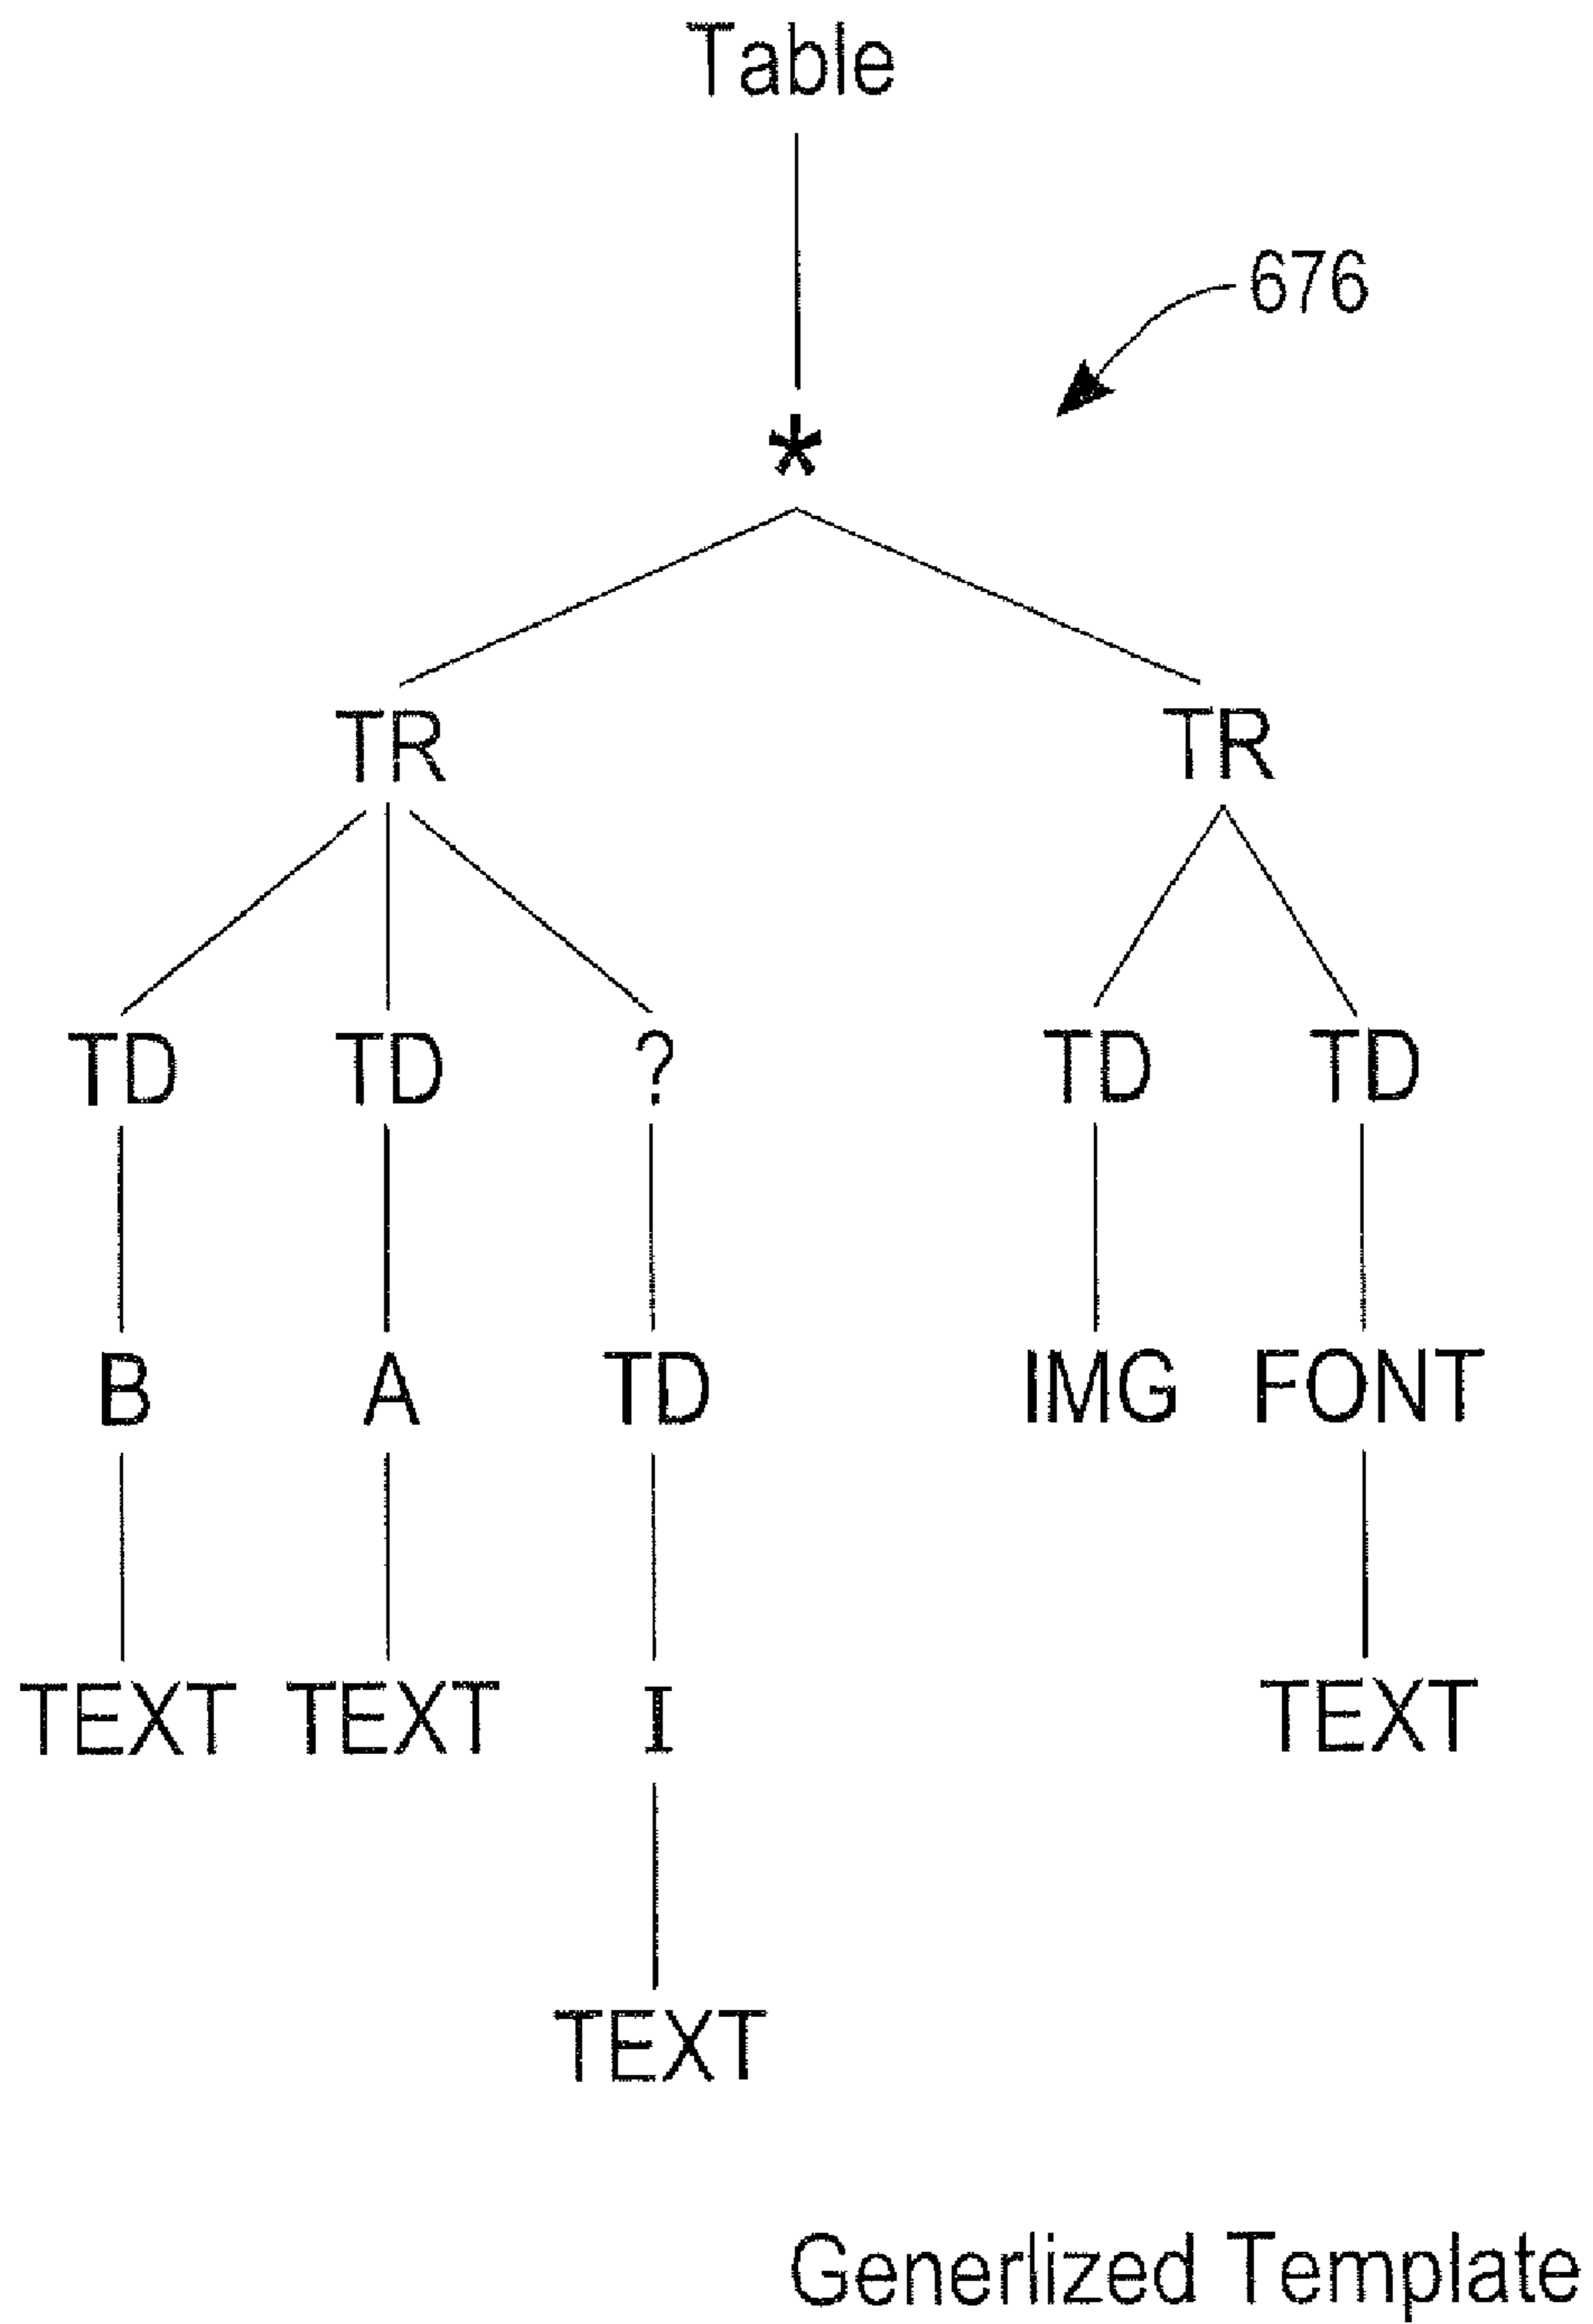 Table
676
*
TR TR
TD TD ? TD TD
B A TD IMG FONT
TEXT TEXT I TEXT
TEXT
Generlized Template